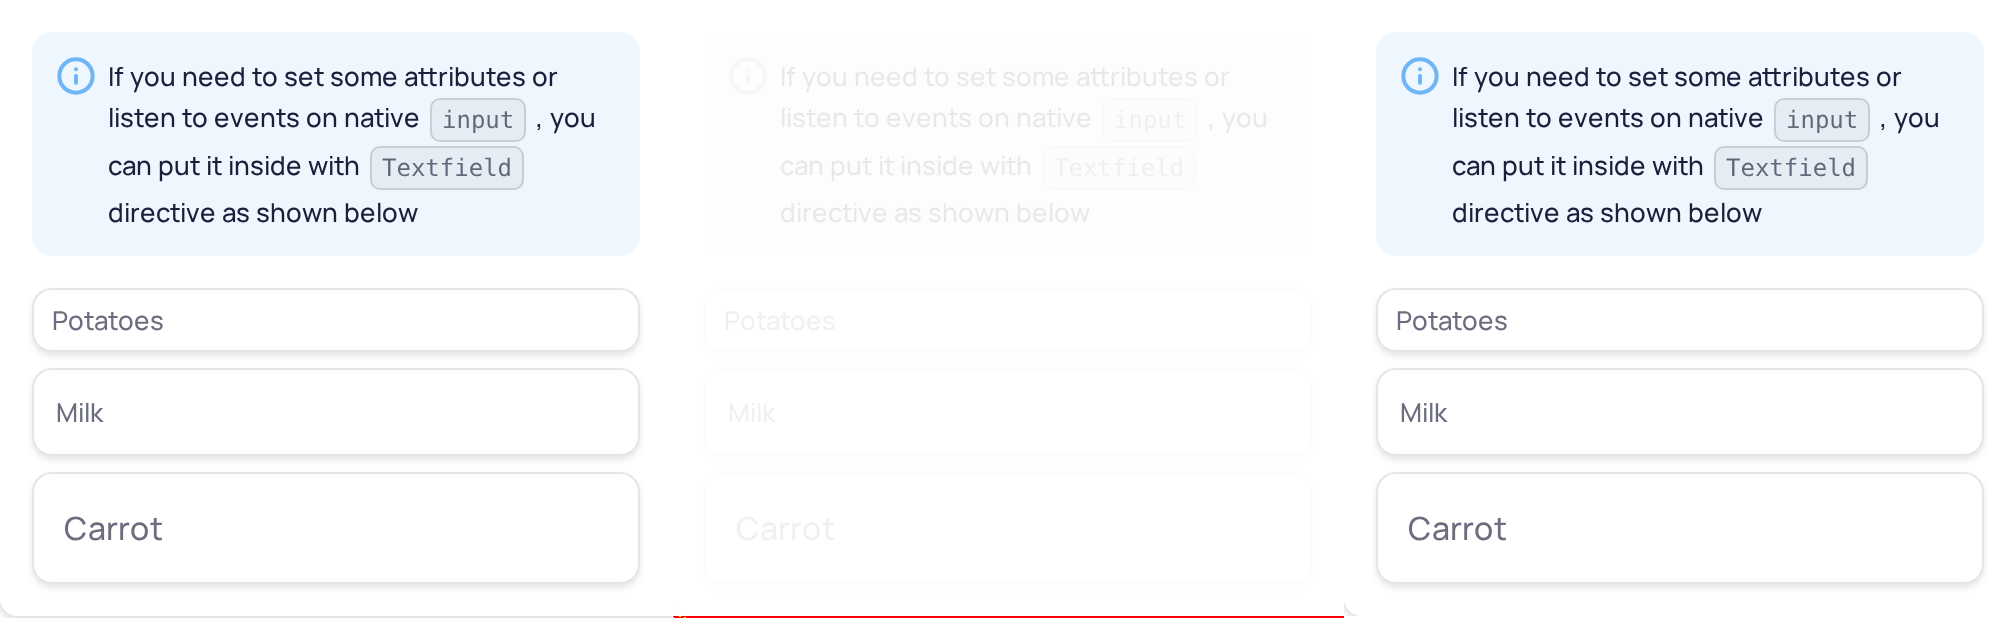 If you need to set some attributes or
listen to events on native input , you
can put it inside with Textfield
directive as shown below
Potatoes
Milk
Carrot
If you need to set some attributes or
listen to events on native input , you
can put it inside with Textfield
directive as shown below
Potatoes
Milk
Carrot
If you need to set some attributes or
listen to events on native input , you
can put it inside with Textfield
directive as shown below
Potatoes
Milk
Carrot